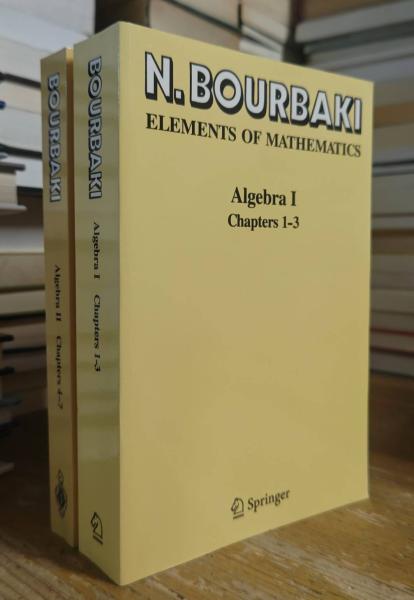 N. BOURBAKI
ELEMENTS OF MATHEMATICS
Algebra I
Chapters 1-3
Springer
BOURBAKI
Algebra I Chapters 1-3
BOURBAKI
Algebra II Chapters 4-7